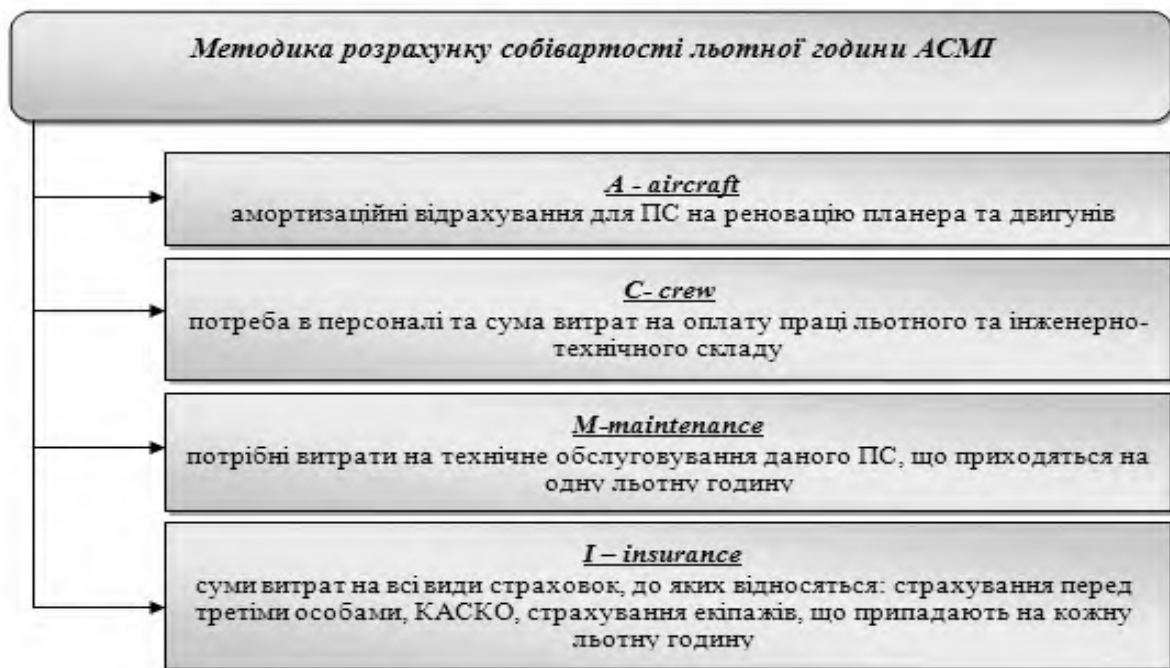 Методика розрахунку собівартості льотної години АСМІ
A - aircraft
амортизаційні відрахування для ПС на реновацію планера та двигунів
C- crew
потреба в персоналі та сума витрат на оплату праці льотного та інженерно-
технічного складу
M-maintenance
потрібні витрати на технічне обслуговування даного ПС, що приходяться на
одну льотну годину
I – insurance
суми витрат на всі види страховок, до яких відносяться: страхування перед
третіми особами, КАСКО, страхування екіпажів, що припадають на кожну
льотну годину